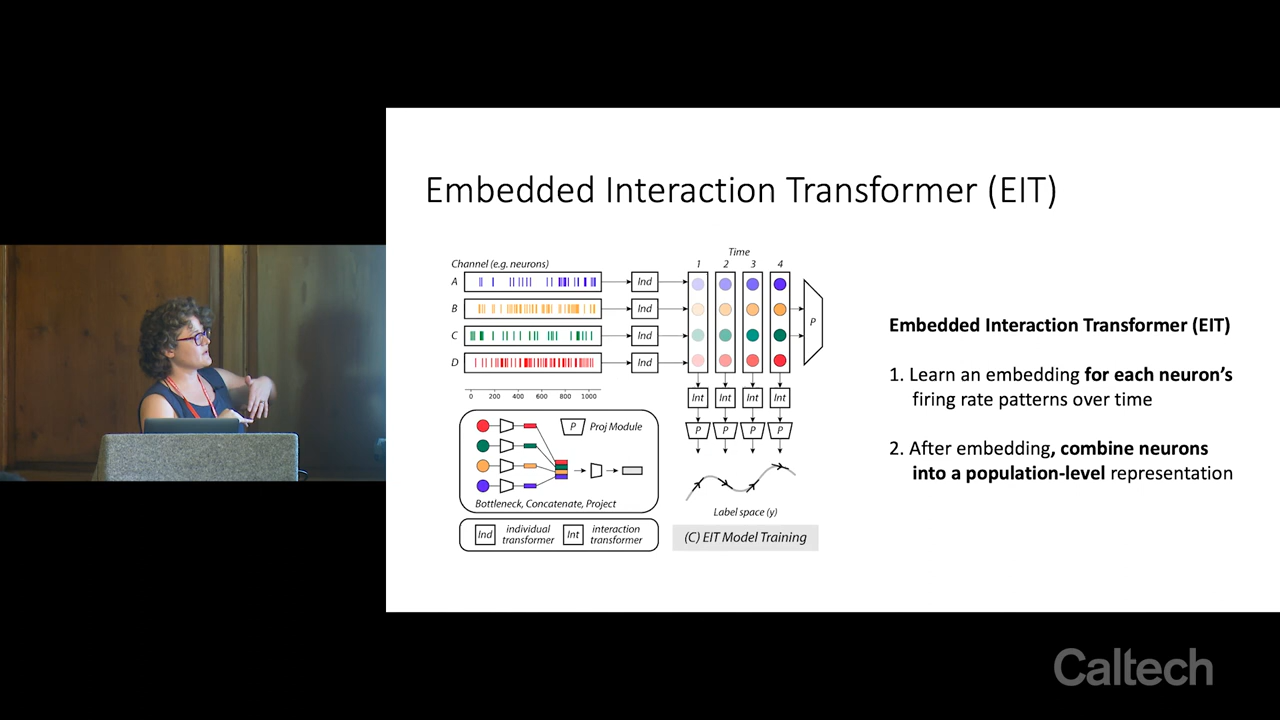 Embedded Interaction Transformer (EIT)
Channel (e.g. neurons)
Time
1 2 3 4
A Ind
B Ind
C Ind
D Ind
P
0 200 400 600 800 1000
Int Int Int Int
P P P P
P Proj Module
Bottleneck, Concatenate, Project
Label space (y)
Ind individual transformer Int interaction transformer
(C) EIT Model Training
Embedded Interaction Transformer (EIT)
1. Learn an embedding for each neuron's
firing rate patterns over time
2. After embedding, combine neurons
into a population-level representation
Caltech